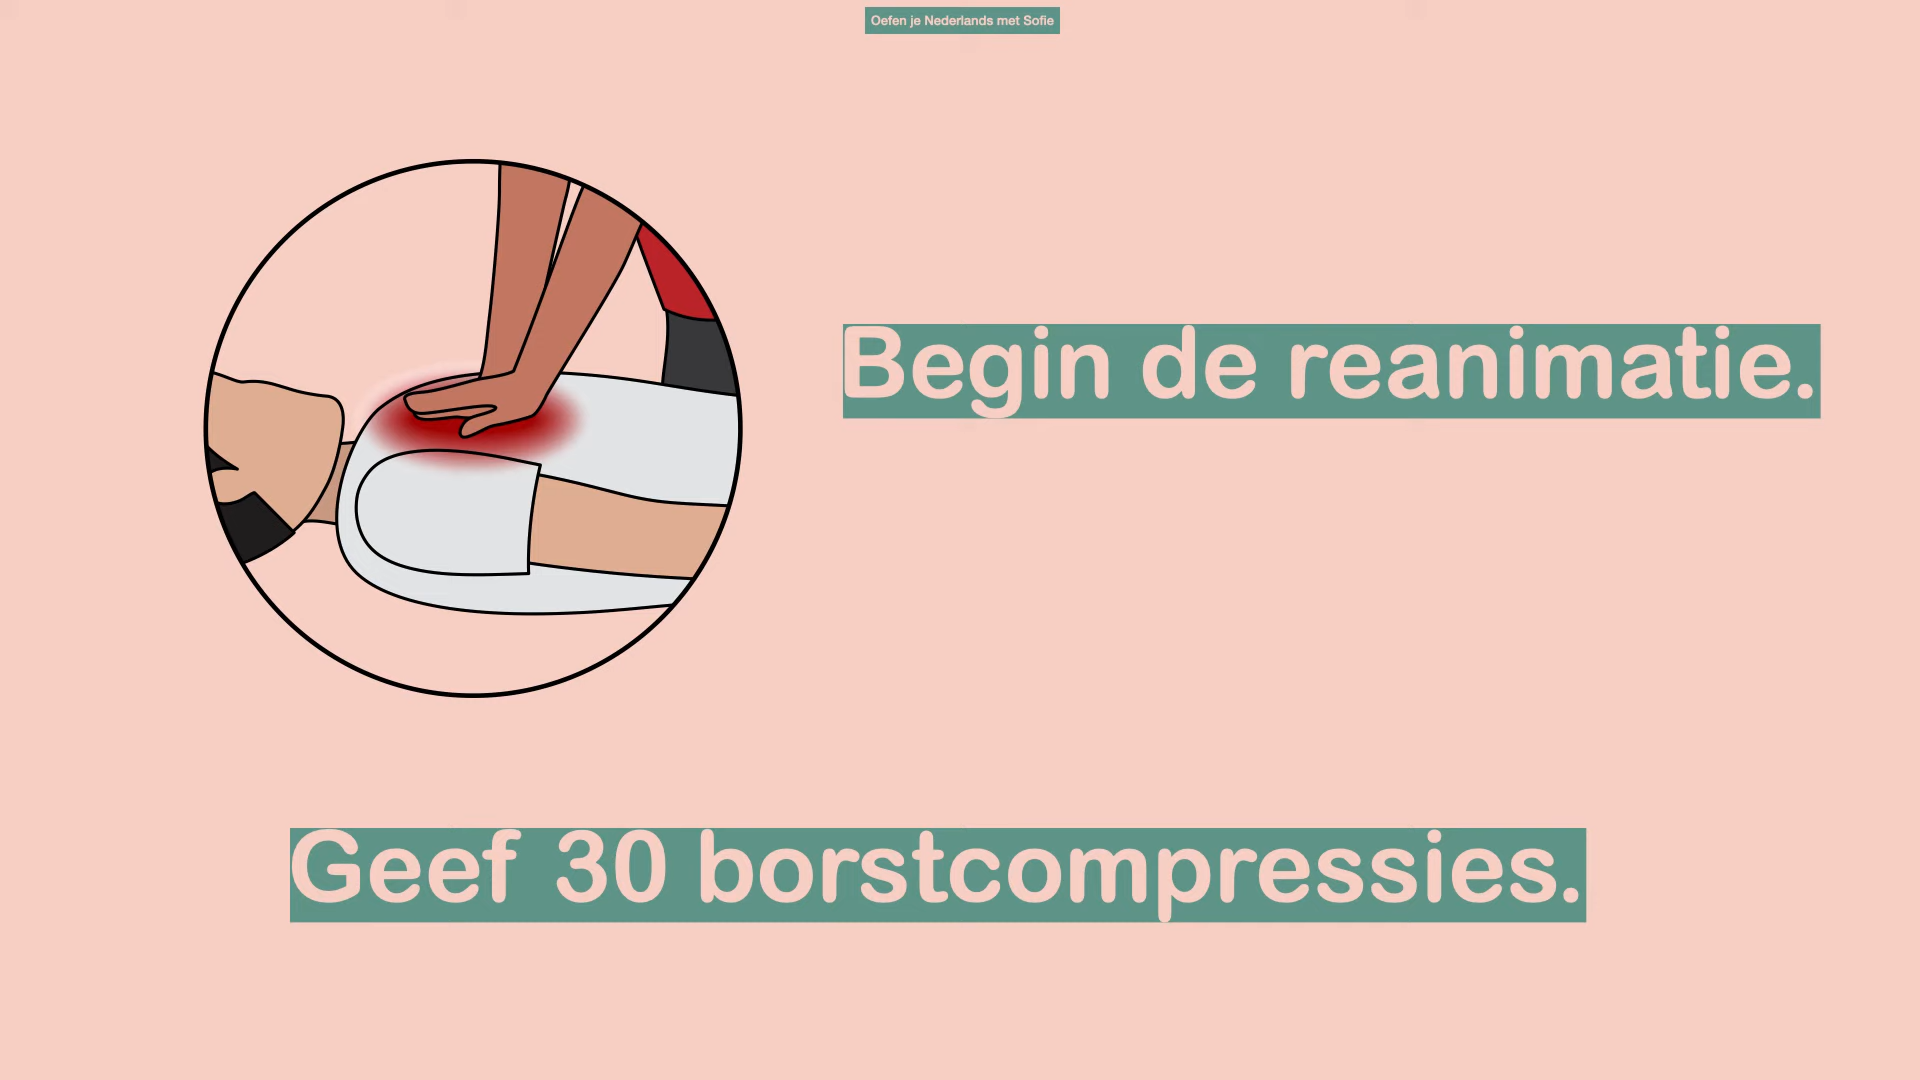 Oefen je Nederlands met Sofie
Begin de reanimatie.
Geef 30 borstcompressies.